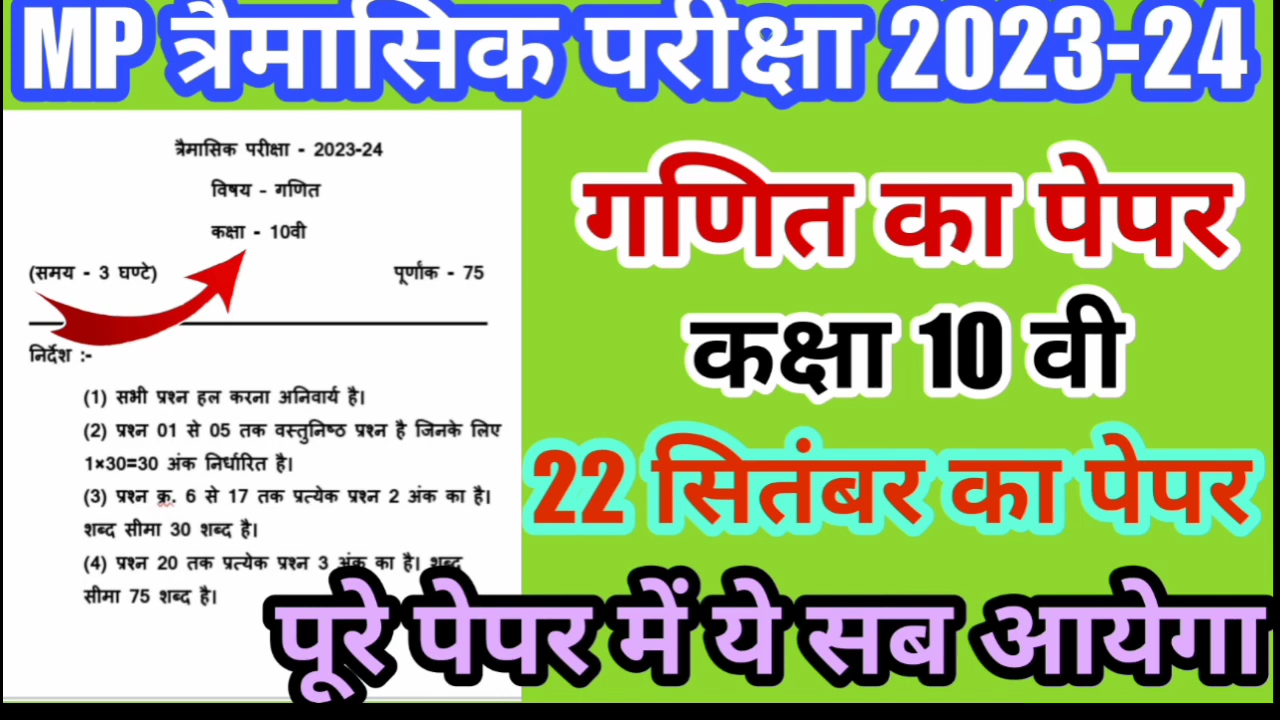 MP त्रैमासिक परीक्षा 2023-24
त्रैमासिक परीक्षा - 2023-24
विषय - गणित
कक्षा - 10वी
(समय - 3 घण्टे) पूर्णांक - 75
निर्देश :-
(1) सभी प्रश्न हल करना अनिवार्य है।
(2) प्रश्न 01 से 05 तक वस्तुनिष्ठ प्रश्न है जिनके लिए
1×30=30 अंक निर्धारित है।
(3) प्रश्न क्र. 6 से 17 तक प्रत्येक प्रश्न 2 अंक का है।
शब्द सीमा 30 शब्द है।
(4) प्रश्न 20 तक प्रत्येक प्रश्न 3 अंक का है। शब्द
सीमा 75 शब्द है।
गणित का पेपर
कक्षा 10 वी
22 सितंबर का पेपर
पूरे पेपर में ये सब आयेगा